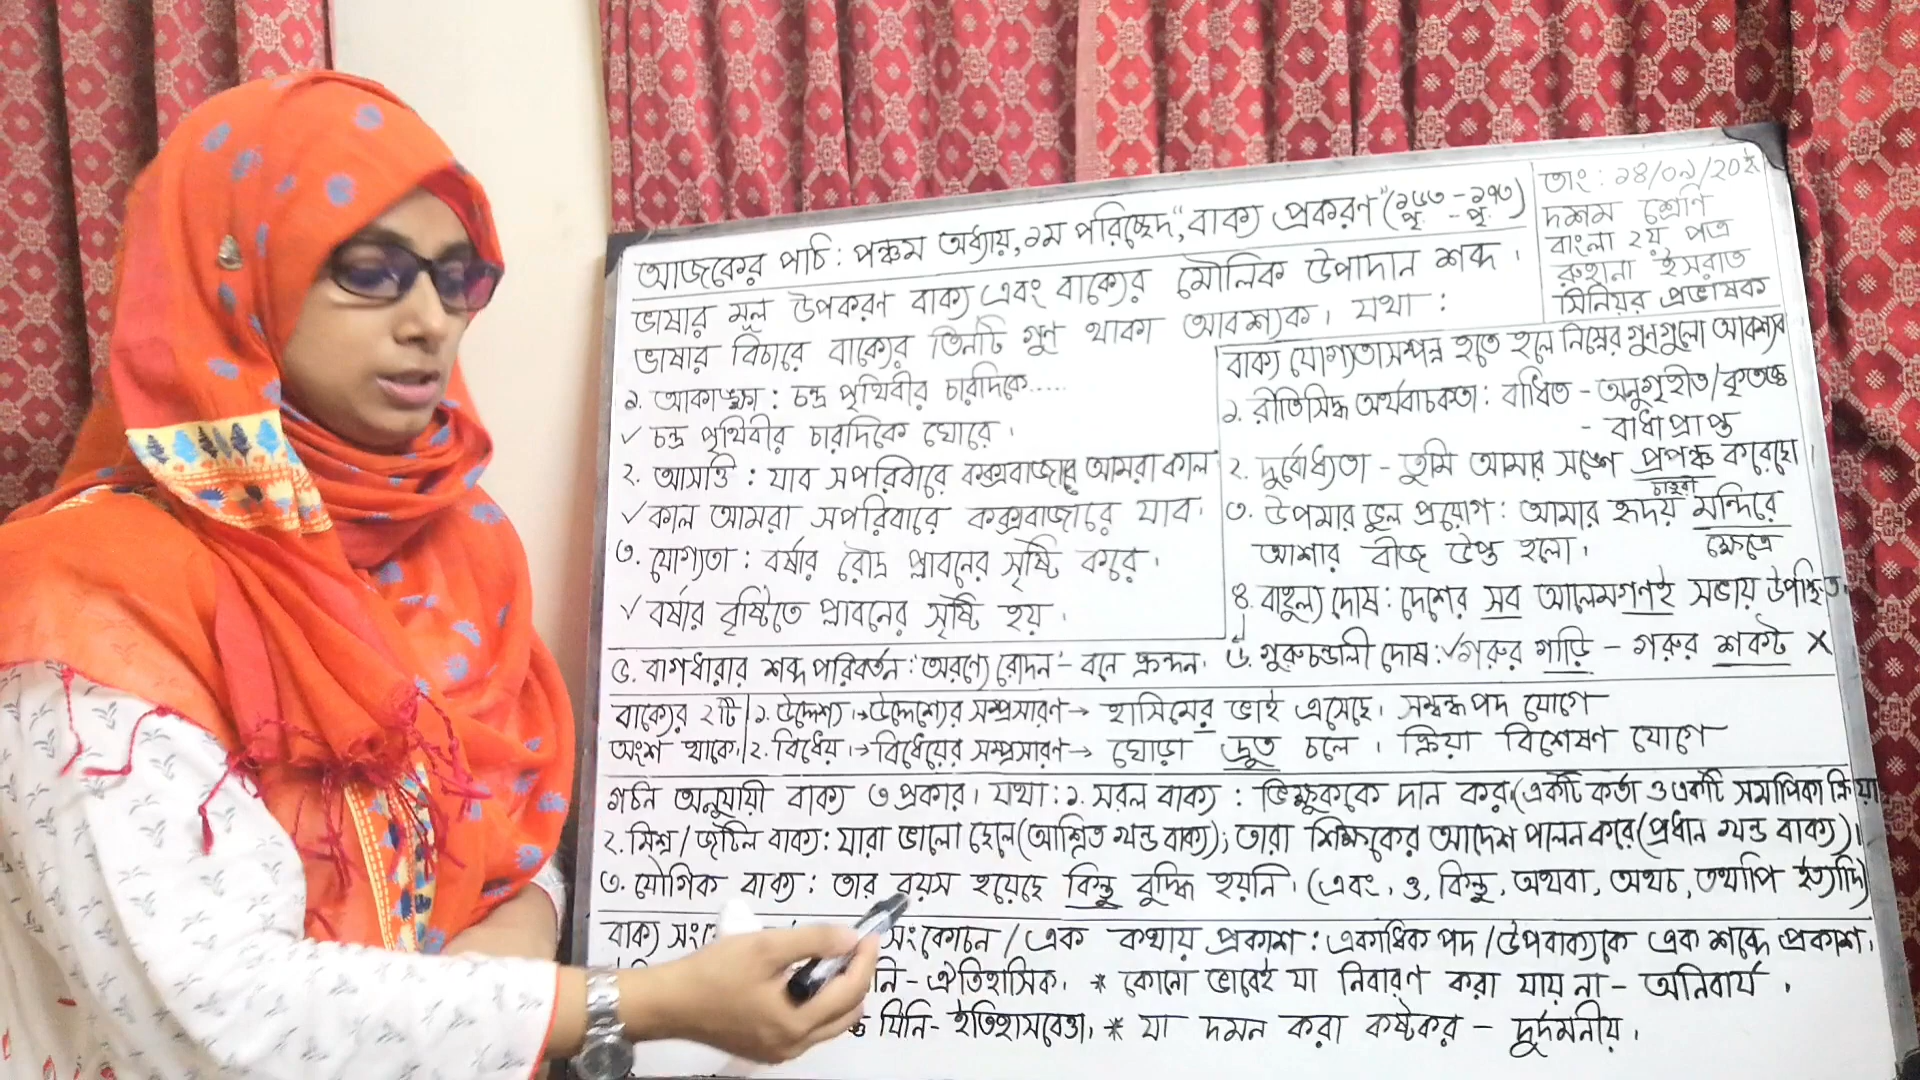 আজকের পাঠ : পঞ্চম অধ্যায়, ১ম পরিচ্ছেদ, "বাক্য প্রকরণ" (পৃ ১৫৩ - পৃ ১৭৩)
তাং : ১৪/০৯/20
দশম শ্রেণি
বাংলা ২য় পত্র
রুহানা ইসরাত
সিনিয়র প্রভাষক
ভাষার মূল উপকরণ বাক্য এবং বাক্যের মৌলিক উপাদান শব্দ ।
ভাষার বিচারে বাক্যের তিনটি গুণ থাকা আবশ্যক । যথা :
১. আকাঙ্ক্ষা : চন্দ্র পৃথিবীর চারদিকে.....
✓ চন্দ্র পৃথিবীর চারদিকে ঘোরে ।
২. আসত্তি : যাব সপরিবারে কক্সবাজারে আমরা কাল
✓ কাল আমরা সপরিবারে কক্সবাজারে যাব ।
৩. যোগ্যতা : বর্ষার রৌদ্র প্লাবনের সৃষ্টি করে ।
✓ বর্ষার বৃষ্টিতে প্লাবনের সৃষ্টি হয় ।
বাক্য যোগ্যতাসম্পন্ন হতে হলে নিম্নের গুণগুলো আবশ্যক
১. রীতিসিদ্ধ অর্থবাচকতা : বাধিত - অনুগৃহীত/কৃতজ্ঞ
- বাধাপ্রাপ্ত
২. দুর্বোধ্যতা - তুমি আমার সঙ্গে প্রপঞ্চ করেছো ।
চাতুরী
৩. উপমার ভুল প্রয়োগ : আমার হৃদয় মন্দিরে
আশার বীজ উপ্ত হলো । ক্ষেত্রে
৪. বাহুল্য দোষ : দেশের সব আলেমগণই সভায় উপস্থিত ।
৫. বাগধারার শব্দ পরিবর্তন : "অরণ্যে রোদন" - বনে ক্রন্দন । ৬. গুরুচণ্ডালী দোষ : ✓গরুর গাড়ি - গরুর শকট X
বাক্যের ২টি | ১. উদ্দেশ্য → উদ্দেশ্যের সম্প্রসারণ → হাসিমের ভাই এসেছে । সম্বন্ধ পদ যোগে
অংশ থাকে । | ২. বিধেয় । → বিধেয়ের সম্প্রসারণ → ঘোড়া দ্রুত চলে । ক্রিয়া বিশেষণ যোগে
গঠন অনুযায়ী বাক্য ৩ প্রকার । যথা : ১. সরল বাক্য : ভিক্ষুককে দান কর । (একটি কর্তা ও একটি সমাপিকা ক্রিয়া
২. মিশ্র / জটিল বাক্য : যারা ভালো ছেলে (আশ্রিত খন্ড বাক্য), তারা শিক্ষকের আদেশ পালন করে (প্রধান খন্ড বাক্য) ।
৩. যৌগিক বাক্য : তার বয়স হয়েছে কিন্তু বুদ্ধি হয়নি । (এবং, ও, কিন্তু, অথবা, অথচ, তথাপি ইত্যাদি)
বাক্য সংকোচন / এক কথায় প্রকাশ : একাধিক পদ / উপবাক্যকে এক শব্দে প্রকাশ ।
যিনি - ঐতিহাসিক । * কোনো ভাবেই যা নিবারণ করা যায় না - অনিবার্য ।
যিনি - ইতিহাসবেত্তা । * যা দমন করা কষ্টকর - দুর্দমনীয় ।